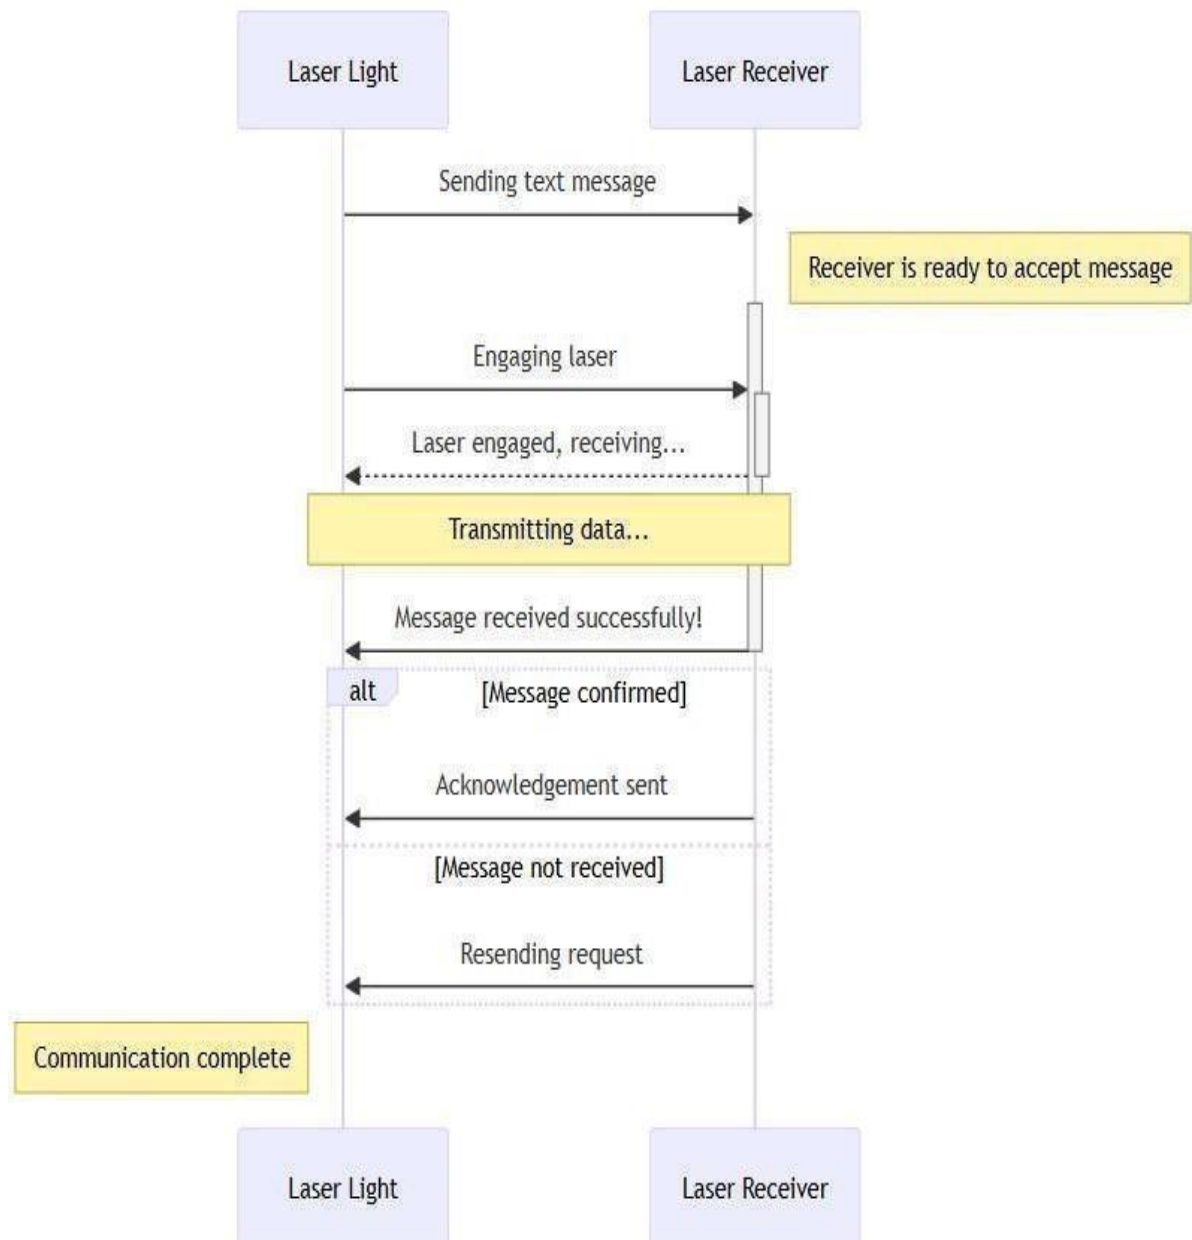 Laser Light
Laser Receiver
Sending text message
Receiver is ready to accept message
Engaging laser
Laser engaged, receiving...
Transmitting data...
Message received successfully!
alt
[Message confirmed]
Acknowledgement sent
[Message not received]
Resending request
Communication complete
Laser Light
Laser Receiver